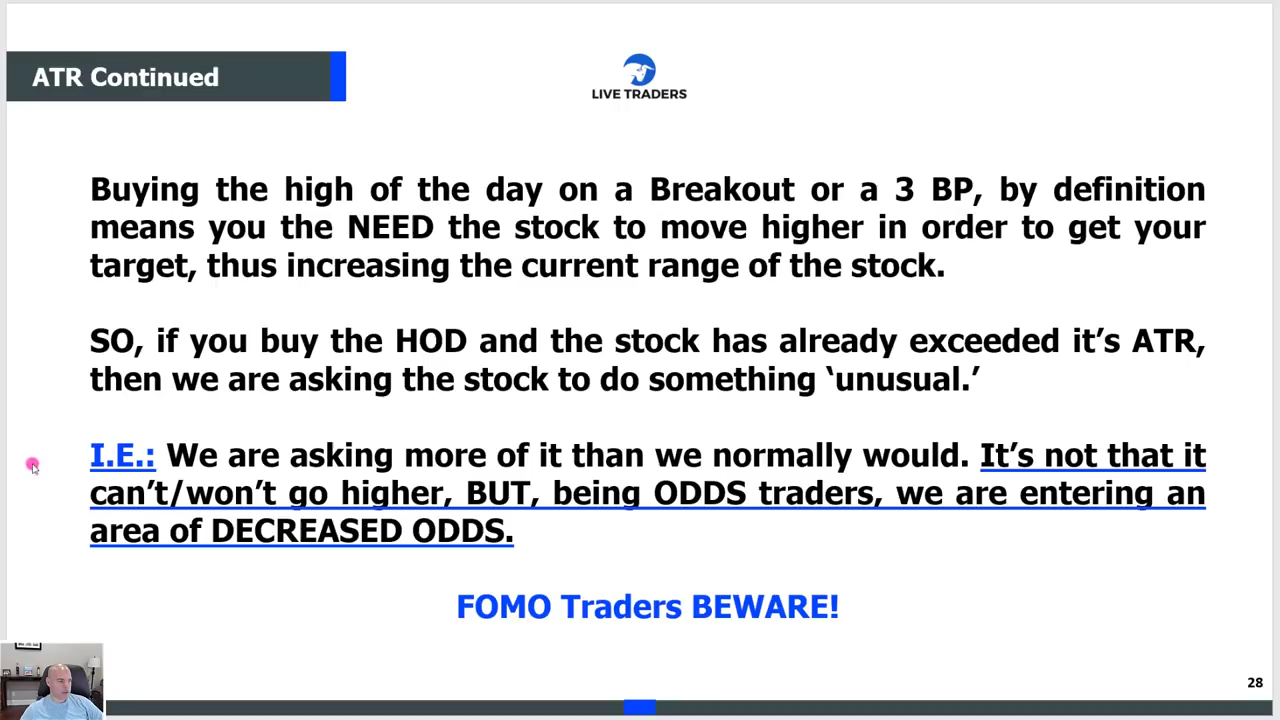 ATR Continued
LIVE TRADERS
Buying the high of the day on a Breakout or a 3 BP, by definition
means you the NEED the stock to move higher in order to get your
target, thus increasing the current range of the stock.
SO, if you buy the HOD and the stock has already exceeded it’s ATR,
then we are asking the stock to do something ‘unusual.’
I.E.: We are asking more of it than we normally would. It’s not that it
can’t/won’t go higher, BUT, being ODDS traders, we are entering an
area of DECREASED ODDS.
FOMO Traders BEWARE!
28